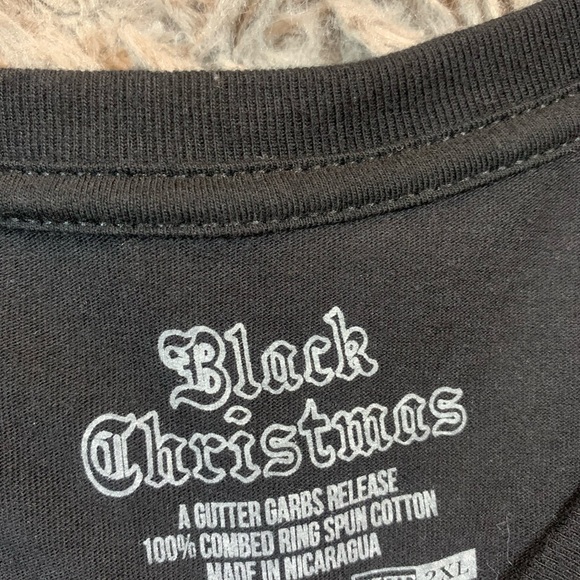 Black
Christmas
A GUTTER GARBS RELEASE
100% COMBED RING SPUN COTTON
MADE IN NICARAGUA
2XL